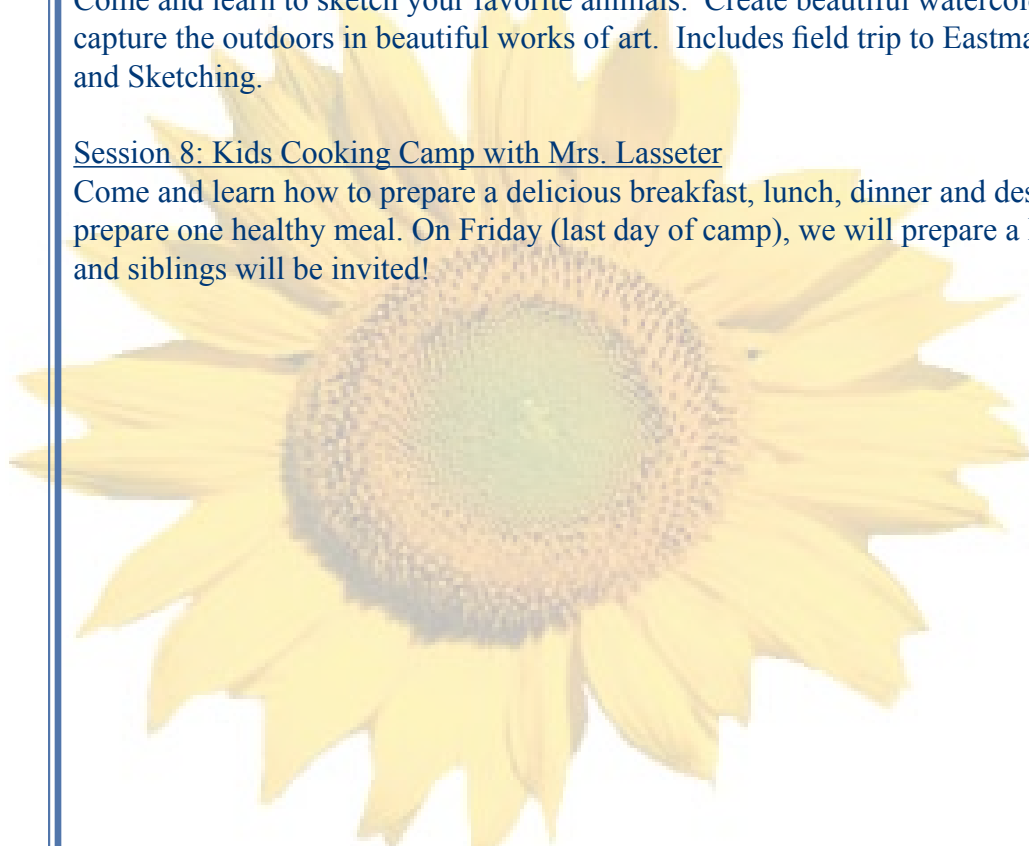 Come and learn to sketch your favorite animals. Create beautiful
capture the outdoors in beautiful works of art. Includes field trip to
and Sketching.
Session 8: Kids Cooking Camp with Mrs. Lasseter
Come and learn how to prepare a delicious breakfast, lunch, dinner and
prepare one healthy meal. On Friday (last day of camp), we will prepare a
and siblings will be invited!